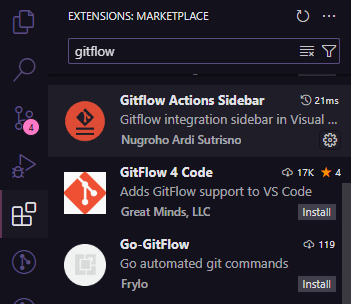 EXTENSIONS: MARKETPLACE
gitflow
Gitflow Actions Sidebar 21ms
Gitflow integration sidebar in Visual ...
Nugroho Ardi Sutrisno
4
GitFlow 4 Code 17K 4
Adds GitFlow support to VS Code
Great Minds, LLC Install
Go-GitFlow 119
Go automated git commands
Frylo Install